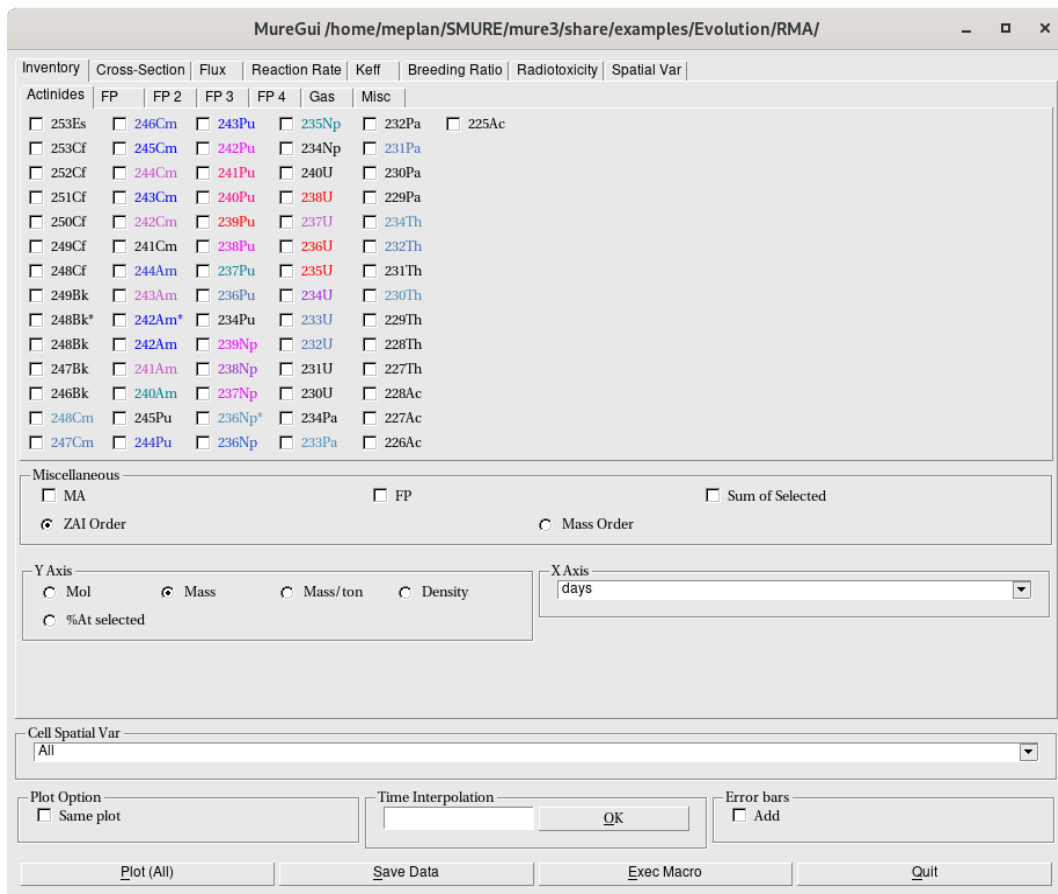 MureGui /home/meplan/SMURE/mure3/share/examples/Evolution/RMA/
Inventory Cross-Section Flux Reaction Rate Keff Breeding Ratio Radiotoxicity Spatial Var
Actinides FP FP 2 FP 3 FP 4 Gas Misc
253Es 246Cm 243Pu 235Np 232Pa 225Ac
253Cf 245Cm 242Pu 234Np 231Pa
252Cf 244Cm 241Pu 240U 230Pa
251Cf 243Cm 240Pu 238U 229Pa
250Cf 242Cm 239Pu 237U 234Th
249Cf 241Cm 238Pu 236U 232Th
248Cf 244Am 237Pu 235U 231Th
249Bk 243Am 236Pu 234U 230Th
248Bk* 242Am* 234Pu 233U 229Th
248Bk 242Am 239Np 232U 228Th
247Bk 241Am 238Np 231U 227Th
246Bk 240Am 237Np 230U 228Ac
248Cm 245Pu 236Np* 234Pa 227Ac
247Cm 244Pu 236Np 233Pa 226Ac
Miscellaneous
MA FP Sum of Selected
ZAI Order Mass Order
Y Axis X Axis
Mol Mass Mass/ton Density days
%At selected
Cell Spatial Var
All
Plot Option Time Interpolation Error bars
Same plot OK Add
Plot (All) Save Data Exec Macro Quit